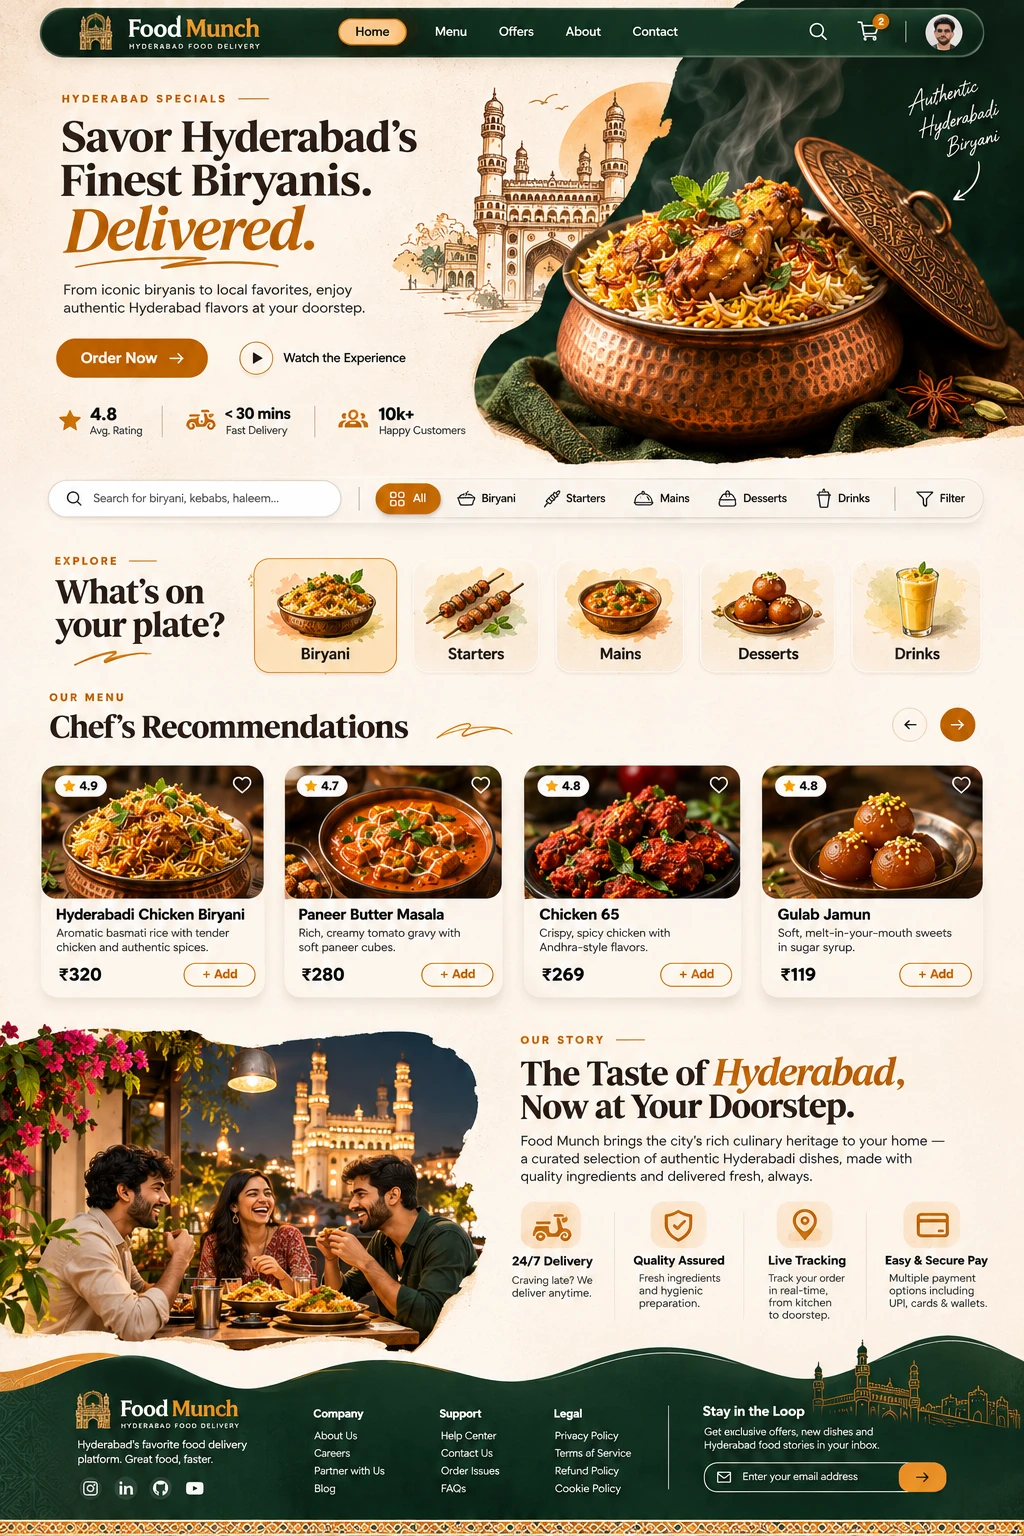 Food Munch
HYDERABAD FOOD DELIVERY
Home
Menu
Offers
About
Contact
2
HYDERABAD SPECIALS
Savor Hyderabad's
Finest Biryanis.
Delivered.
From iconic biryanis to local favorites, enjoy
authentic Hyderabad flavors at your doorstep.
Order Now
Watch the Experience
4.8
Avg. Rating
< 30 mins
Fast Delivery
10k+
Happy Customers
Authentic
Hyderabadi
Biryani
Search for biryani, kebabs, haleem...
All
Biryani
Starters
Mains
Desserts
Drinks
Filter
EXPLORE
What's on
your plate?
Biryani
Starters
Mains
Desserts
Drinks
OUR MENU
Chef's Recommendations
4.9
Hyderabadi Chicken Biryani
Aromatic basmati rice with tender
chicken and authentic spices.
₹320
+ Add
4.7
Paneer Butter Masala
Rich, creamy tomato gravy with
soft paneer cubes.
₹280
+ Add
4.8
Chicken 65
Crispy, spicy chicken with
Andhra-style flavors.
₹269
+ Add
4.8
Gulab Jamun
Soft, melt-in-your-mouth sweets
in sugar syrup.
₹119
+ Add
OUR STORY
The Taste of Hyderabad,
Now at Your Doorstep.
Food Munch brings the city's rich culinary heritage to your home —
a curated selection of authentic Hyderabadi dishes, made with
quality ingredients and delivered fresh, always.
24/7 Delivery
Craving late? We
deliver anytime.
Quality Assured
Fresh ingredients
and hygienic
preparation.
Live Tracking
Track your order
in real-time,
from kitchen
to doorstep.
Easy & Secure Pay
Multiple payment
options including
UPI, cards & wallets.
Food Munch
HYDERABAD FOOD DELIVERY
Hyderabad's favorite food delivery
platform. Great food, faster.
in
Company
About Us
Careers
Partner with Us
Blog
Support
Help Center
Contact Us
Order Issues
FAQs
Legal
Privacy Policy
Terms of Service
Refund Policy
Cookie Policy
Stay in the Loop
Get exclusive offers, new dishes and
Hyderabad food stories in your inbox.
Enter your email address